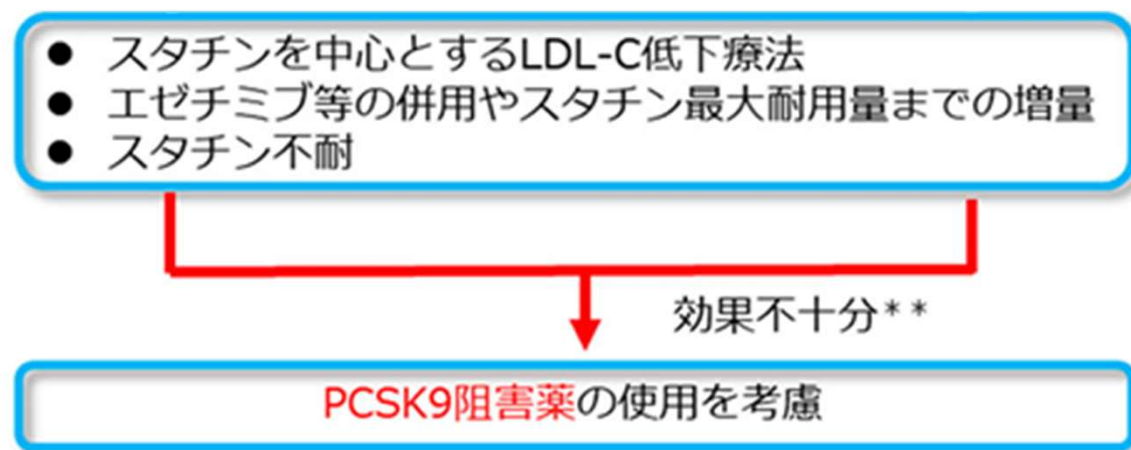 ● スタチンを中心とするLDL-C低下療法
● エゼチミブ等の併用やスタチン最大耐用量までの増量
● スタチン不耐
効果不十分**
PCSK9阻害薬の使用を考慮